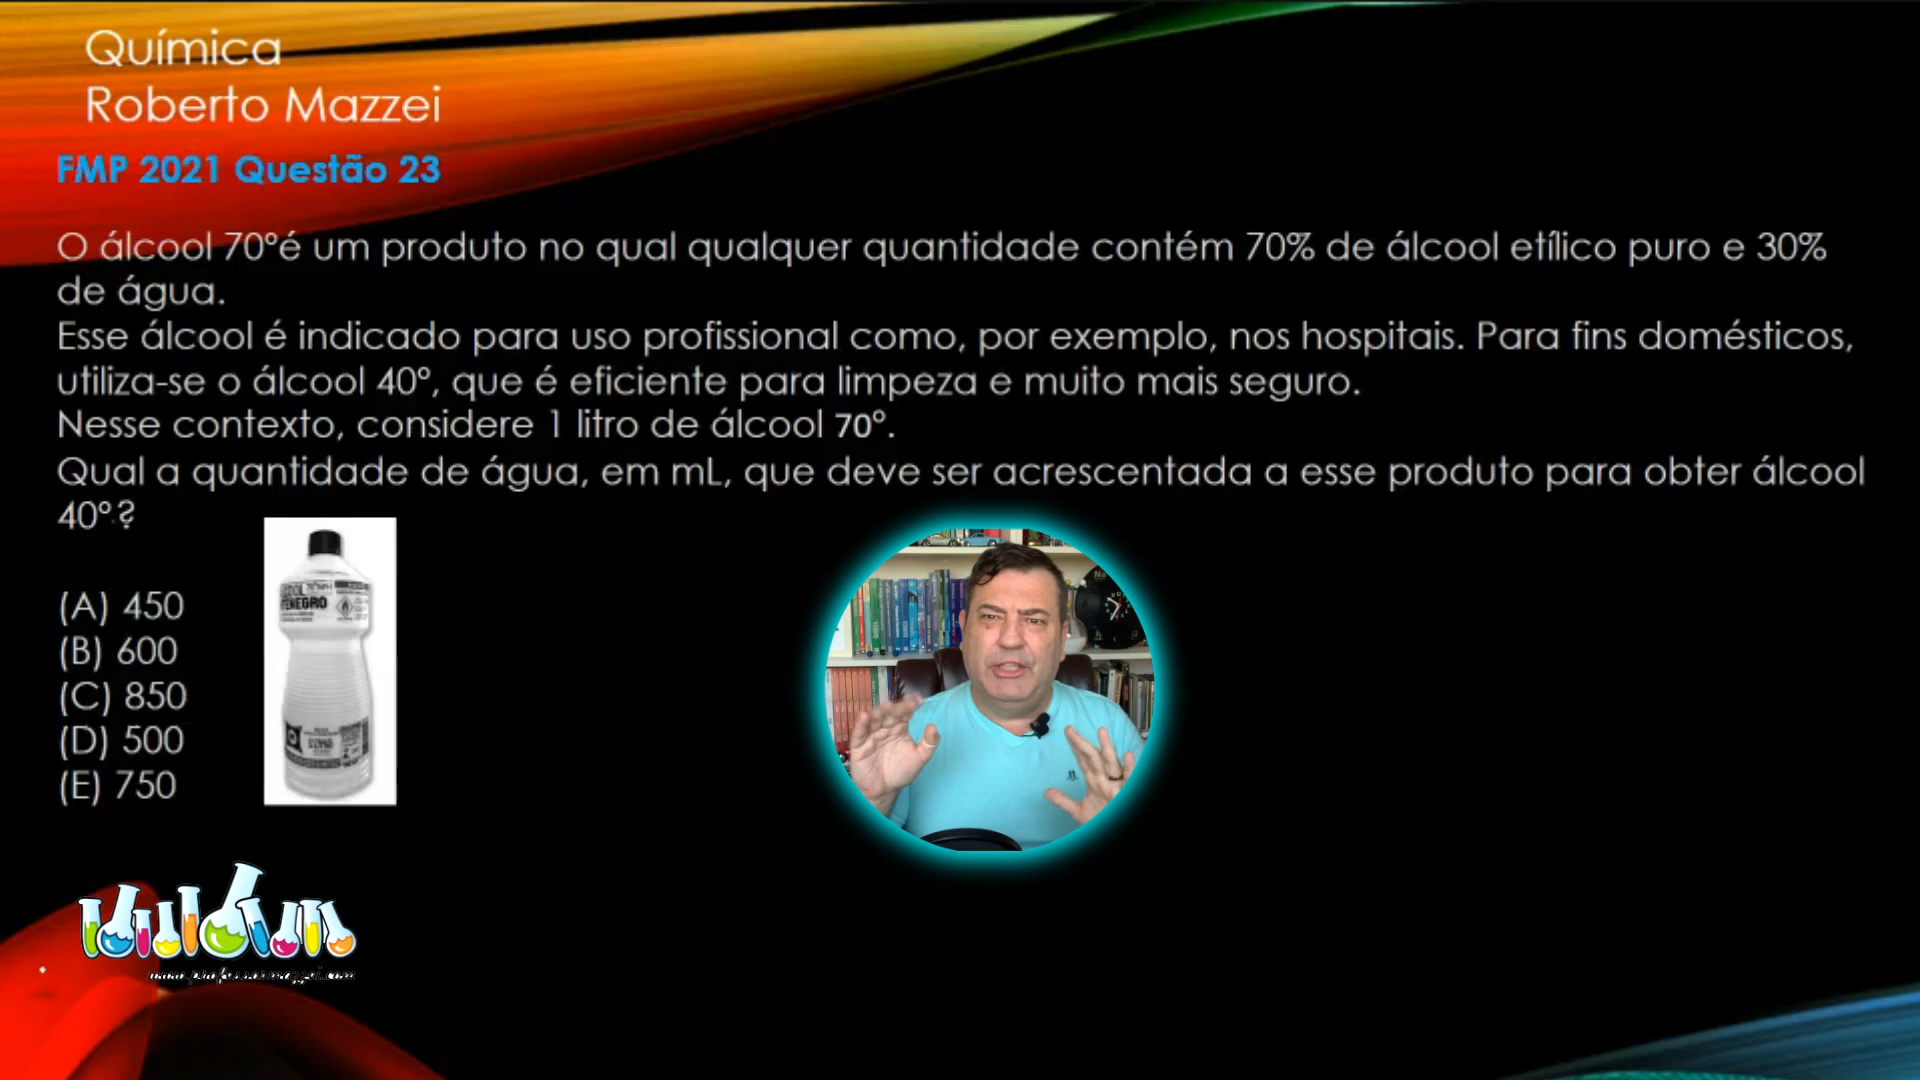 Química
Roberto Mazzei
FMP 2021 Questão 23
O álcool 70°é um produto no qual qualquer quantidade contém 70% de álcool etílico puro e 30%
de água.
Esse álcool é indicado para uso profissional como, por exemplo, nos hospitais. Para fins domésticos,
utiliza-se o álcool 40°, que é eficiente para limpeza e muito mais seguro.
Nesse contexto, considere 1 litro de álcool 70°.
Qual a quantidade de água, em mL, que deve ser acrescentada a esse produto para obter álcool
40°?
(A) 450
(B) 600
(C) 850
(D) 500
(E) 750
www.professormazzei.com